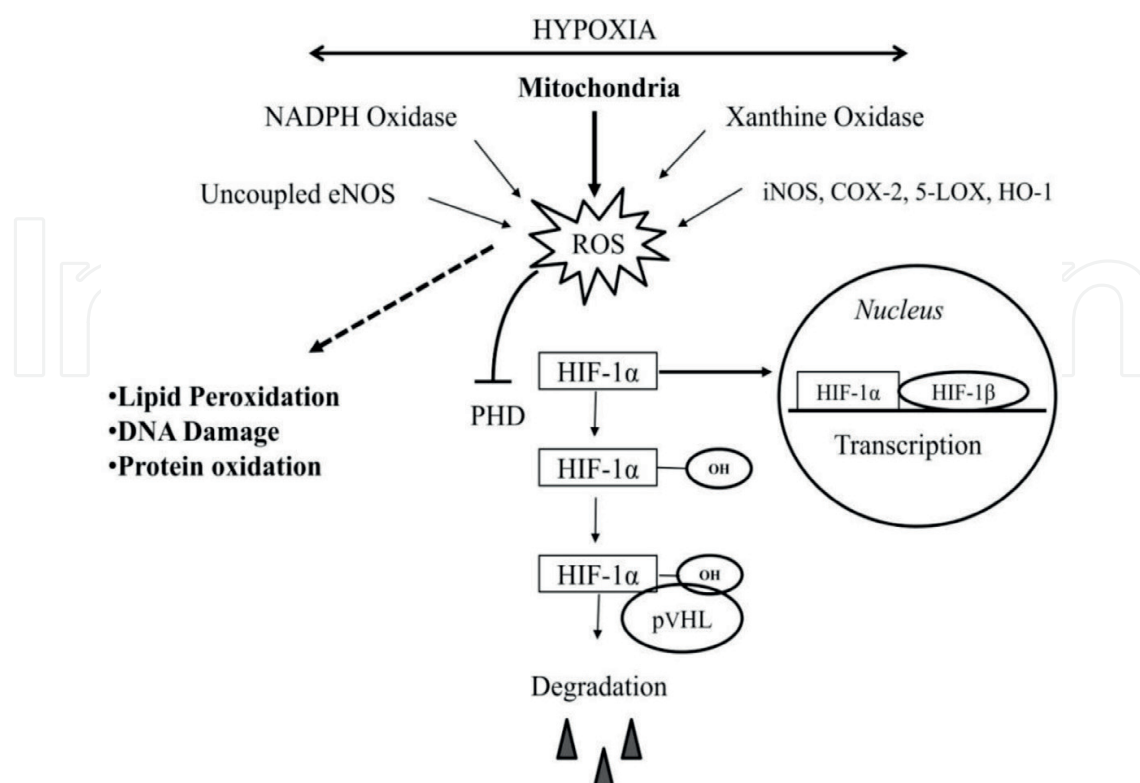 HYPOXIA
Mitochondria
NADPH Oxidase
Xanthine Oxidase
Uncoupled eNOS
iNOS, COX-2, 5-LOX, HO-1
ROS
Nucleus
HIF-1α
HIF-1α
HIF-1β
•Lipid Peroxidation
PHD
•DNA Damage
Transcription
•Protein oxidation
HIF-1α
OH
HIF-1α
OH
pVHL
Degradation